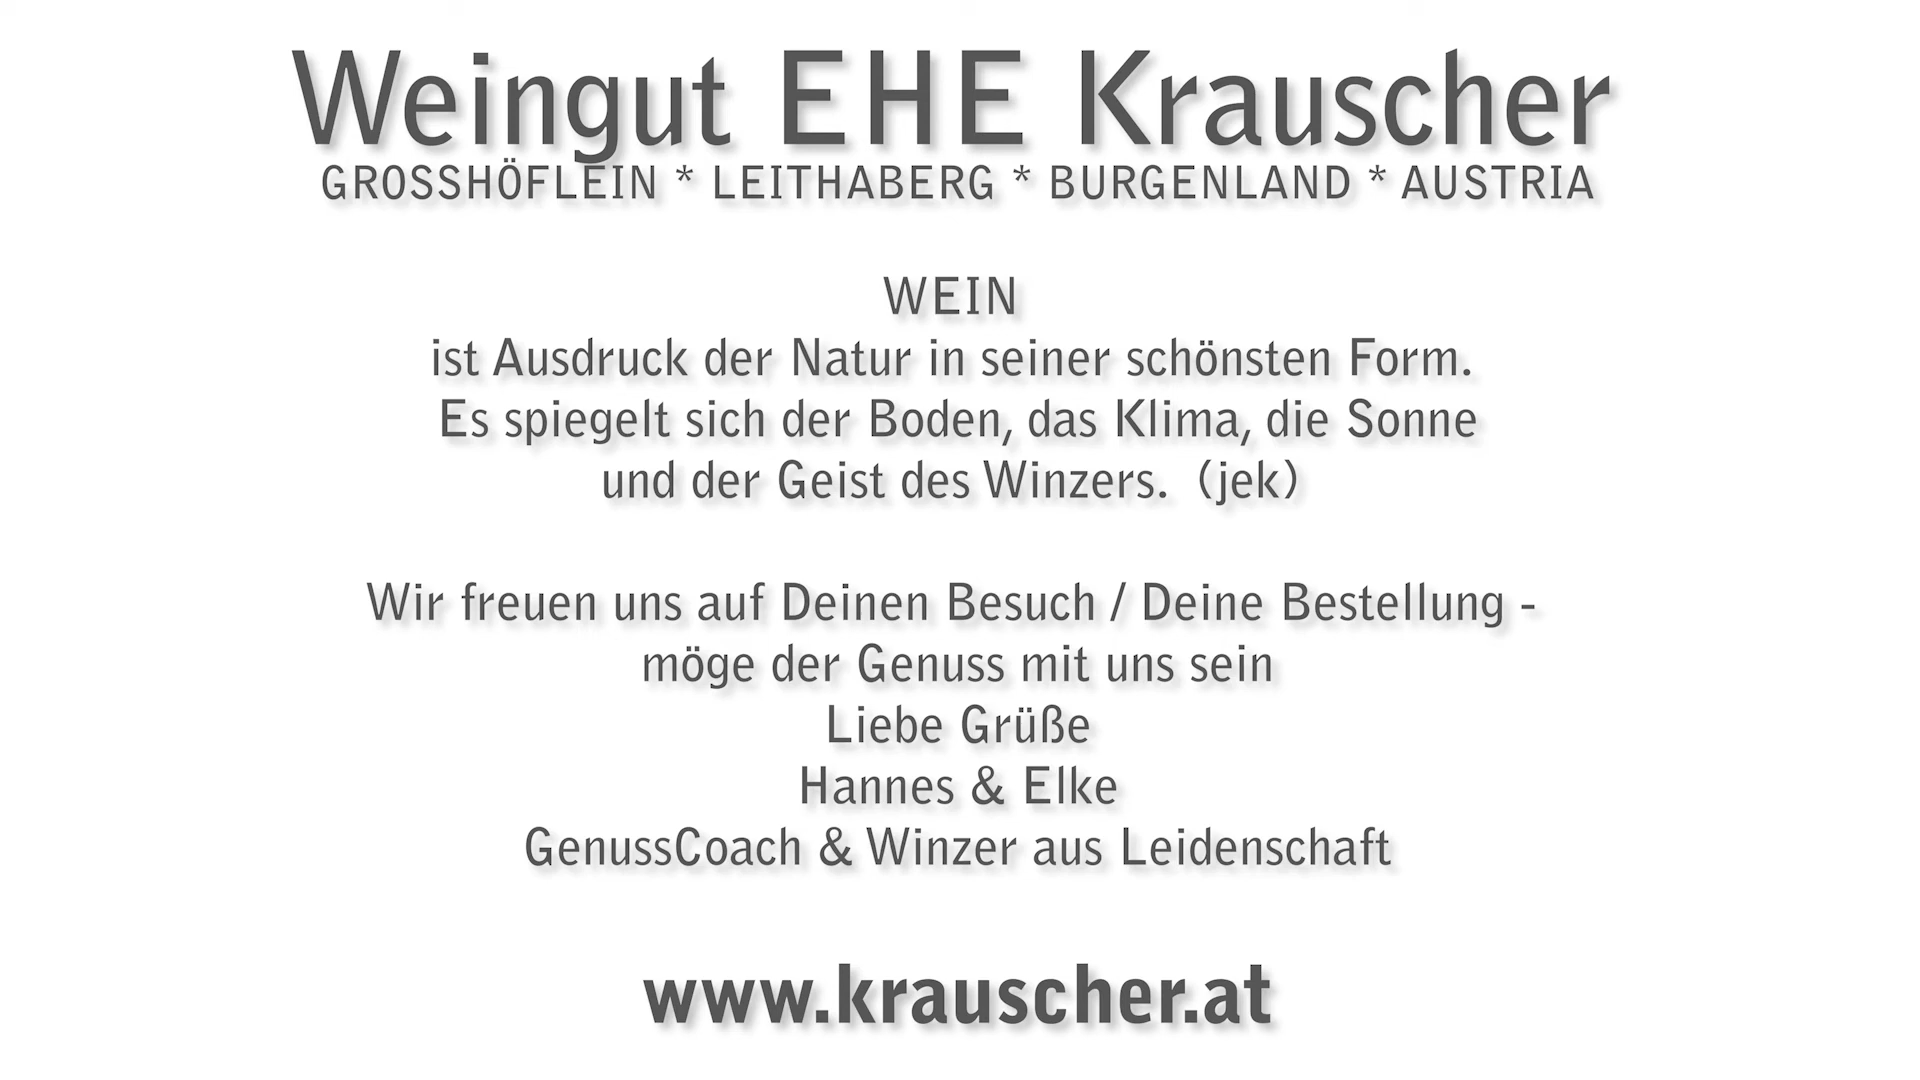 Weingut EHE Krauscher
GROSSHÖFLEIN * LEITHABERG * BURGENLAND * AUSTRIA
WEIN
ist Ausdruck der Natur in seiner schönsten Form.
Es spiegelt sich der Boden, das Klima, die Sonne
und der Geist des Winzers. (jek)
Wir freuen uns auf Deinen Besuch / Deine Bestellung -
möge der Genuss mit uns sein
Liebe Grüße
Hannes & Elke
GenussCoach & Winzer aus Leidenschaft
www.krauscher.at